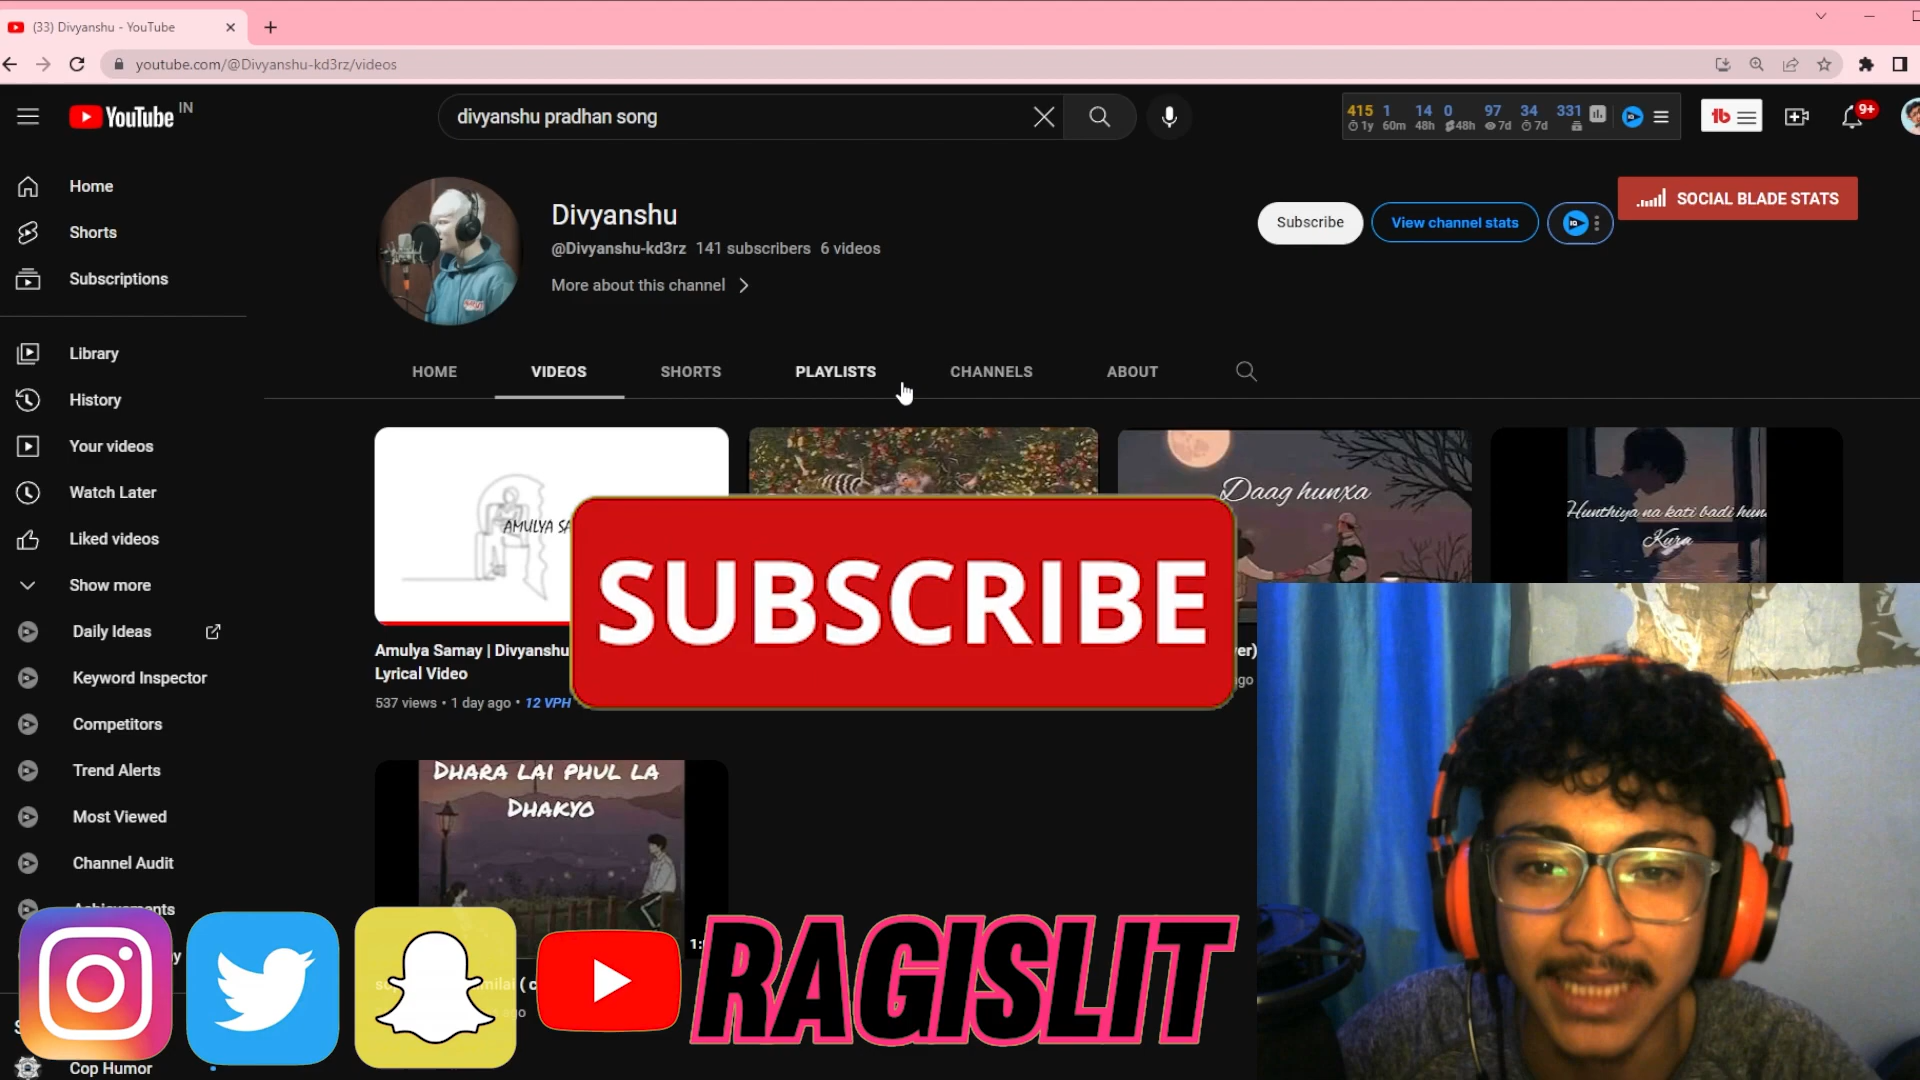 (33) Divyanshu - YouTube
youtube.com/@Divyanshu-kd3rz/videos
YouTube IN
divyanshu pradhan song
415 1 14 0 97 34 331
1y 60m 48h 48h 7d 7d
9+
Home
Shorts
Subscriptions
Library
History
Your videos
Watch Later
Liked videos
Show more
Daily Ideas
Keyword Inspector
Competitors
Trend Alerts
Most Viewed
Channel Audit
Achievements
Cop Humor
Divyanshu
@Divyanshu-kd3rz 141 subscribers 6 videos
More about this channel
Subscribe
View channel stats
SOCIAL BLADE STATS
HOME VIDEOS SHORTS PLAYLISTS CHANNELS ABOUT
AMULYA
Daag hunxa
Hunthiya na kati badi
Kura
SUBSCRIBE
Amulya Samay | Divyanshu
Lyrical Video
537 views • 1 day ago • 12 VPH
DHARA LAI PHUL LA
DHAKYO
RAGISLIT